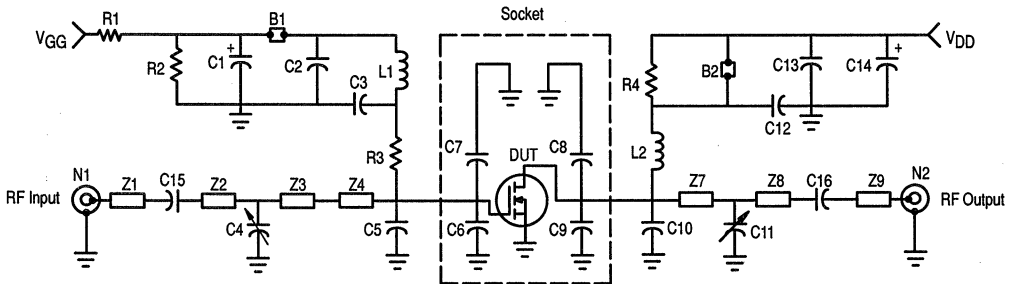 Socket
R1
B1
VGG
VDD
+
+
R2
C1
C2
L1
C3
R4
B2
C13
C14
C12
R3
C7
C8
DUT
L2
N1
N2
RF Input
Z1
C15
Z2
Z3
Z4
Z7
Z8
C16
Z9
RF Output
C4
C5
C6
C9
C10
C11